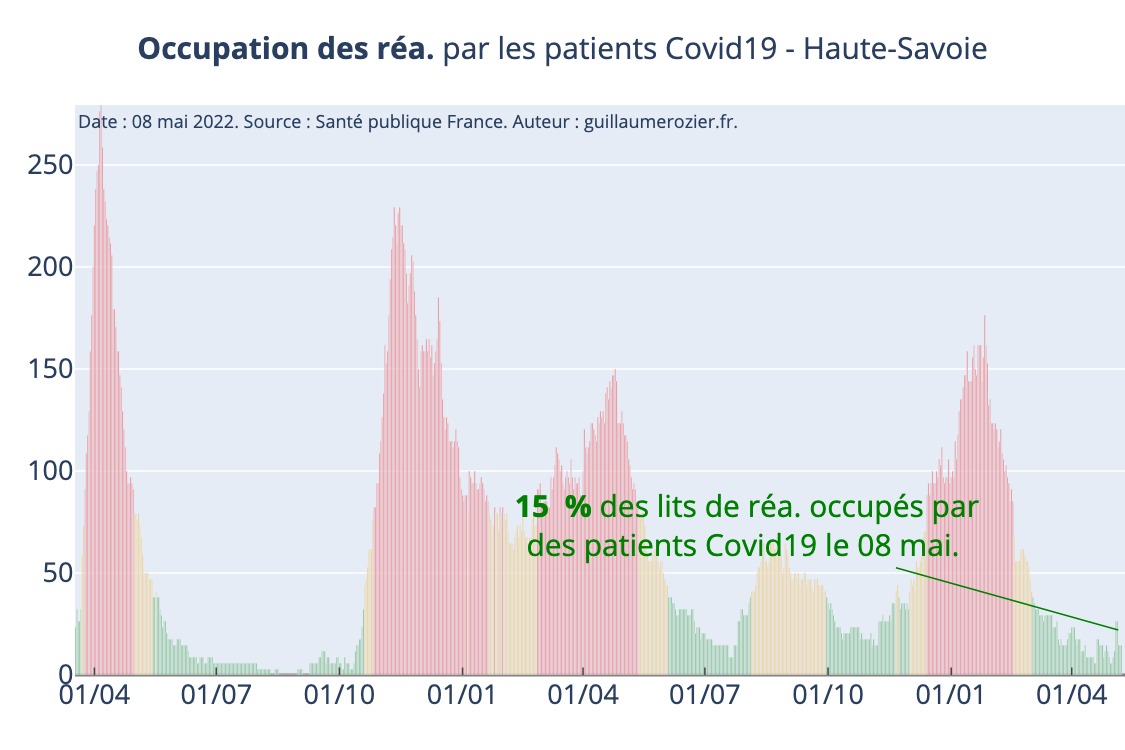 Occupation des réa. par les patients Covid19 - Haute-Savoie
Date : 08 mai 2022. Source : Santé publique France. Auteur : guillaumerozier.fr.
250
200
150
100
15 % des lits de réa. occupés par
des patients Covid19 le 08 mai.
50
0
01/04 01/07 01/10 01/01 01/04 01/07 01/10 01/01 01/04